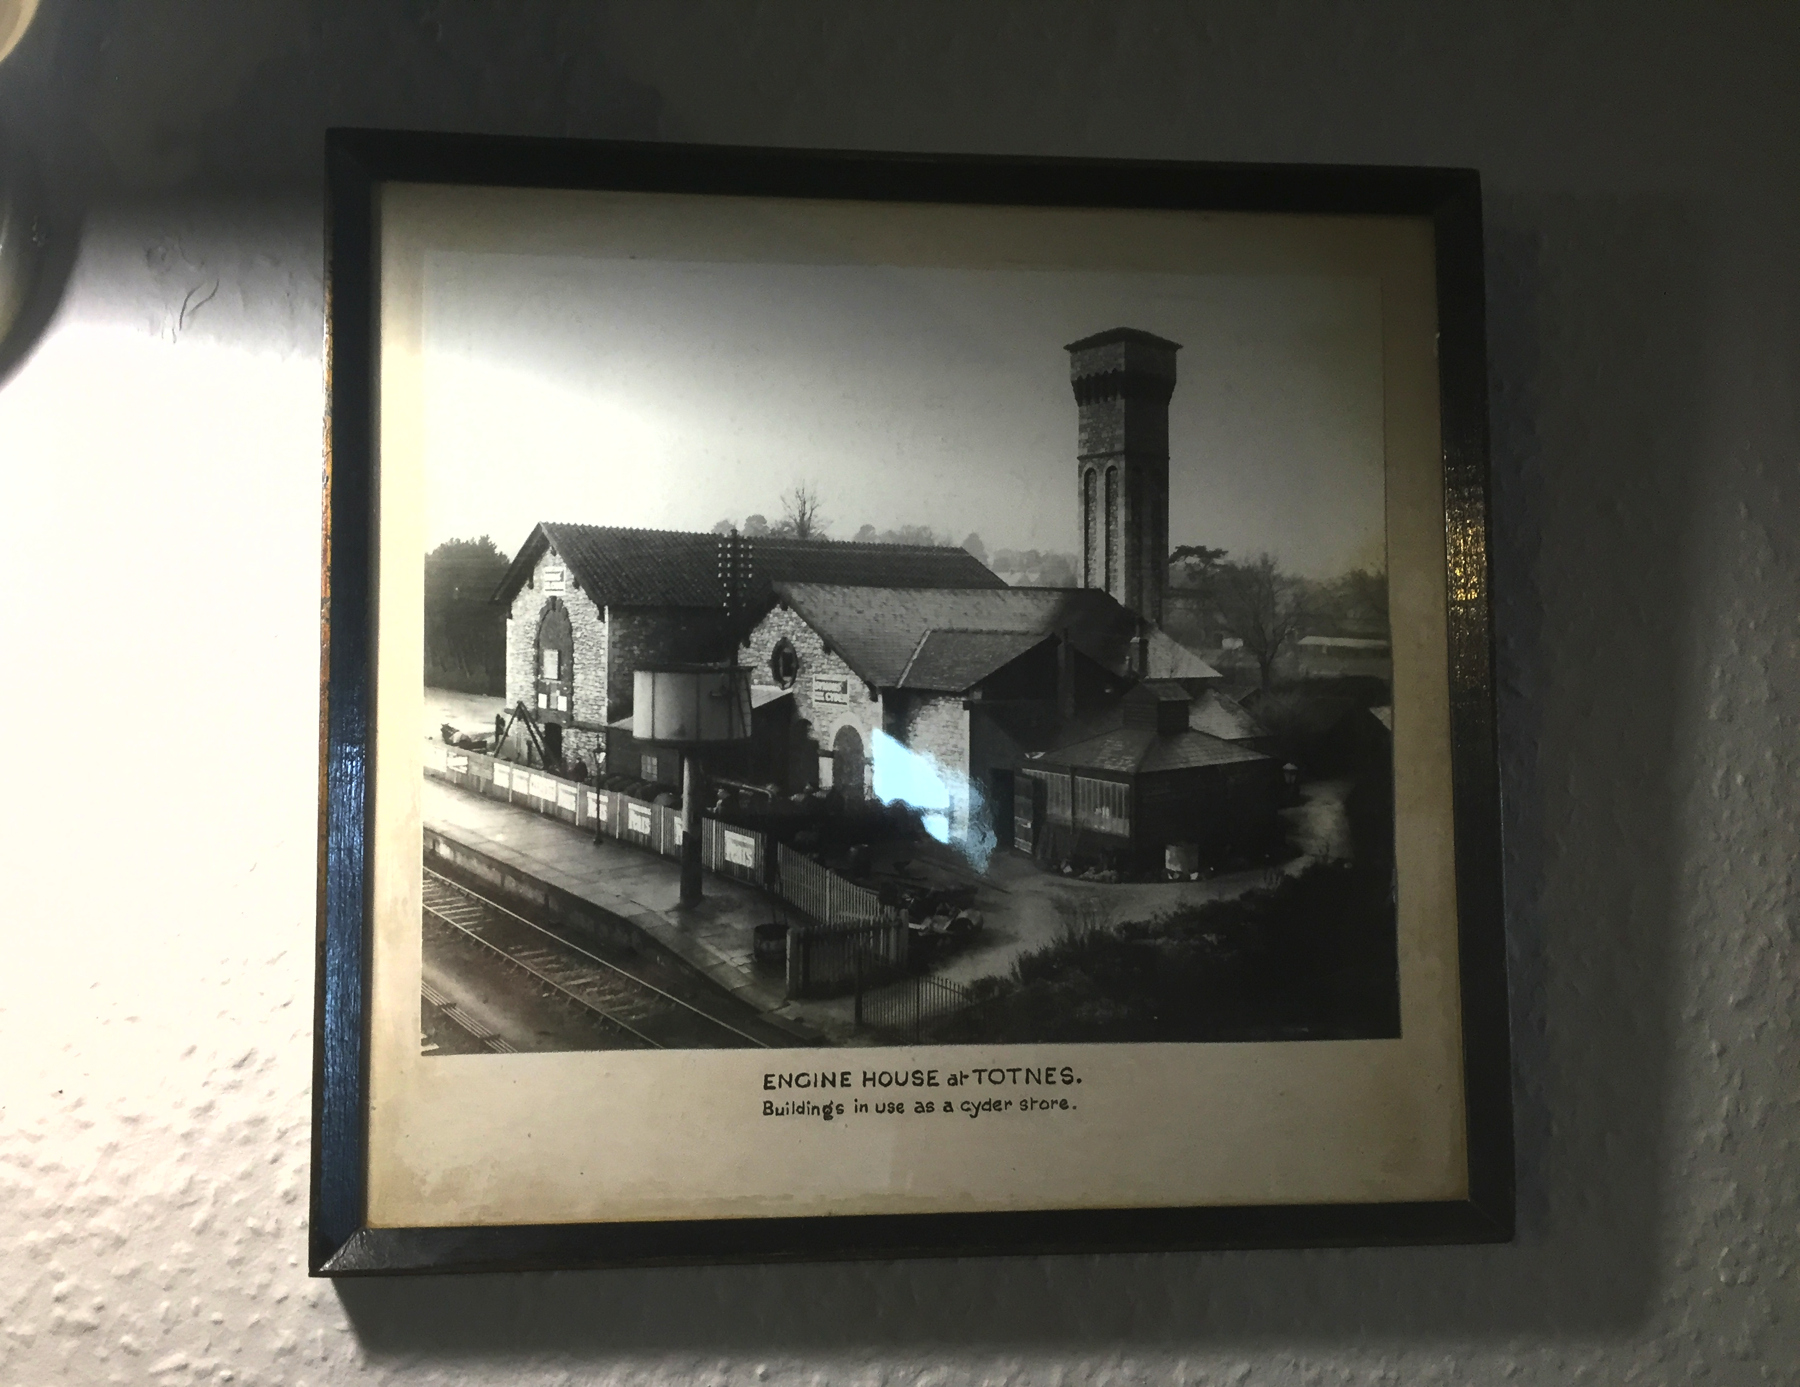 ENGINE HOUSE at TOTNES.
Buildings in use as a cyder store.